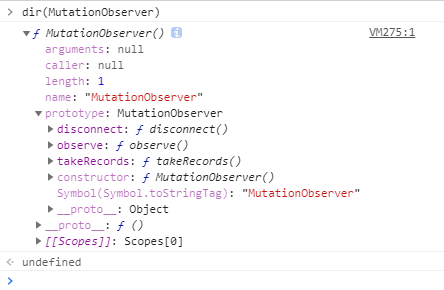 dir(MutationObserver)
VM275:1
ƒ MutationObserver() i
arguments: null
caller: null
length: 1
name: "MutationObserver"
prototype: MutationObserver
disconnect: ƒ disconnect()
observe: ƒ observe()
takeRecords: ƒ takeRecords()
constructor: ƒ MutationObserver()
Symbol(Symbol.toStringTag): "MutationObserver"
__proto__: Object
__proto__: ƒ ()
[[Scopes]]: Scopes[0]
undefined